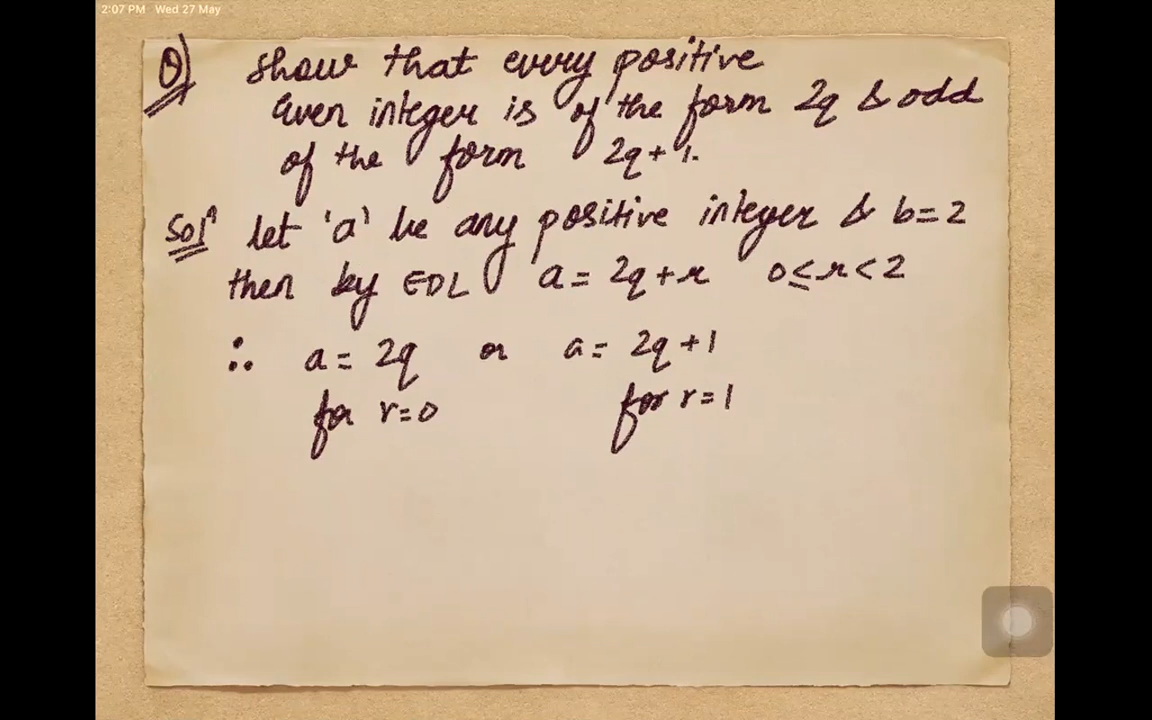 2:07 PM Wed 27 May
Q) Show that every positive
even integer is of the form 2q & odd
of the form 2q + 1.
Solⁿ let 'a' be any positive integer & b = 2
then by EDL a = 2q + r 0 ≤ r < 2
∴ a = 2q or a = 2q + 1
for r = 0 for r = 1